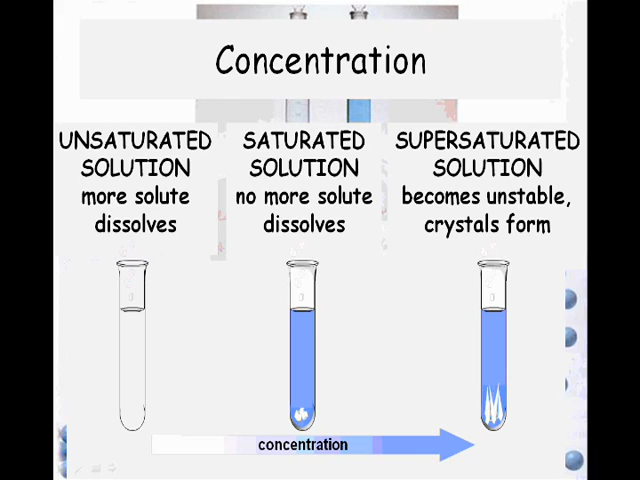 Concentration
UNSATURATED
SOLUTION
more solute
dissolves
SATURATED
SOLUTION
no more solute
dissolves
SUPERSATURATED
SOLUTION
becomes unstable,
crystals form
concentration